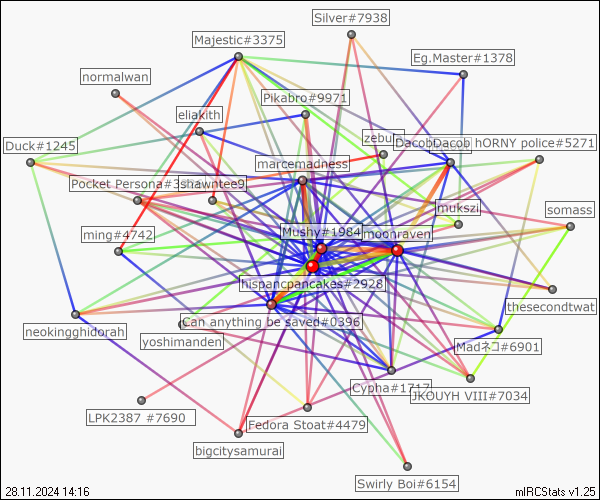 Silver#7938
Majestic#3375
Eg.Master#1378
normalwan
Pikabro#9971
eliakith
zebu
DacobDacob
hORNY police#5271
Duck#1245
marcemadness
Pocket Persona#3
shawntee9
mukszi
somass
Mushy#1984
moonraven
ming#4742
hispancpancakes#2928
thesecondtwat
Can anything be saved#0396
neokingghidorah
yoshimanden
Madネコ#6901
Cypha#1717
JKOUYH VIII#7034
LPK2387 #7690
Fedora Stoat#4479
bigcitysamurai
Swirly Boi#6154
28.11.2024 14:16
mIRCStats v1.25